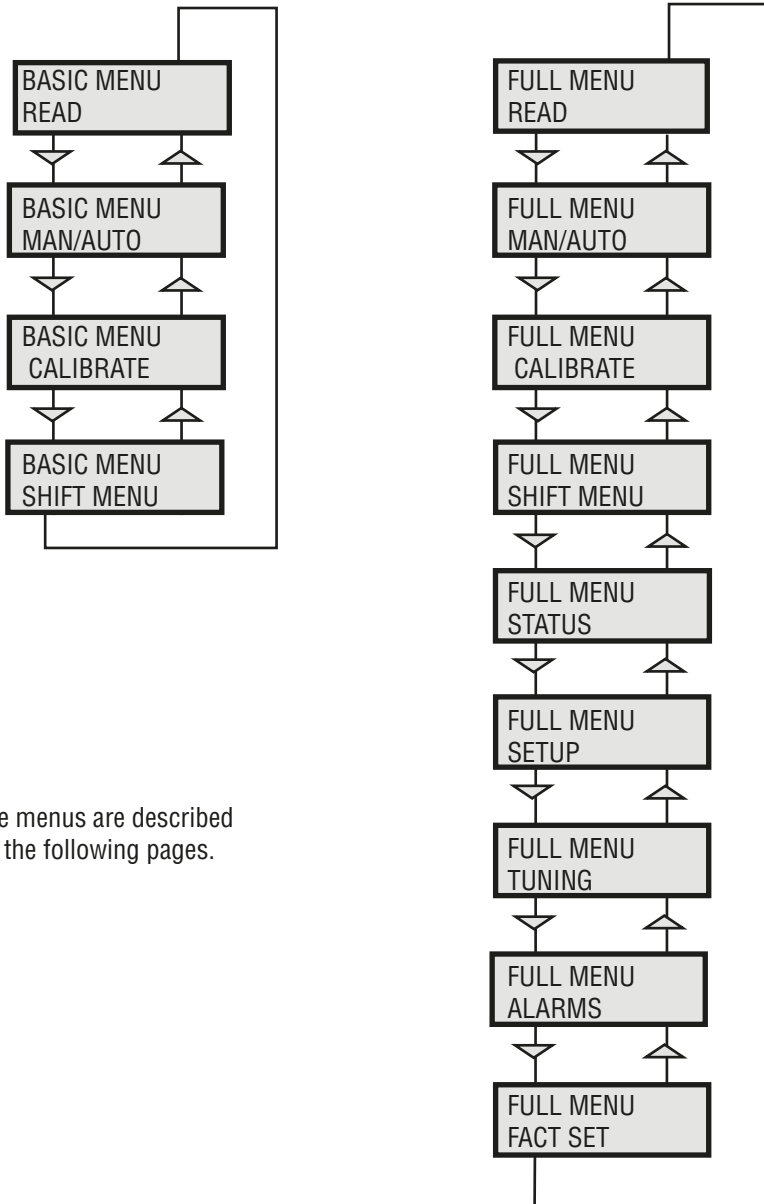 BASIC MENU
READ
BASIC MENU
MAN/AUTO
BASIC MENU
CALIBRATE
BASIC MENU
SHIFT MENU
menus are described
the following pages.
FULL MENU
READ
FULL MENU
MAN/AUTO
FULL MENU
CALIBRATE
FULL MENU
SHIFT MENU
FULL MENU
STATUS
FULL MENU
SETUP
FULL MENU
TUNING
FULL MENU
ALARMS
FULL MENU
FACT SET